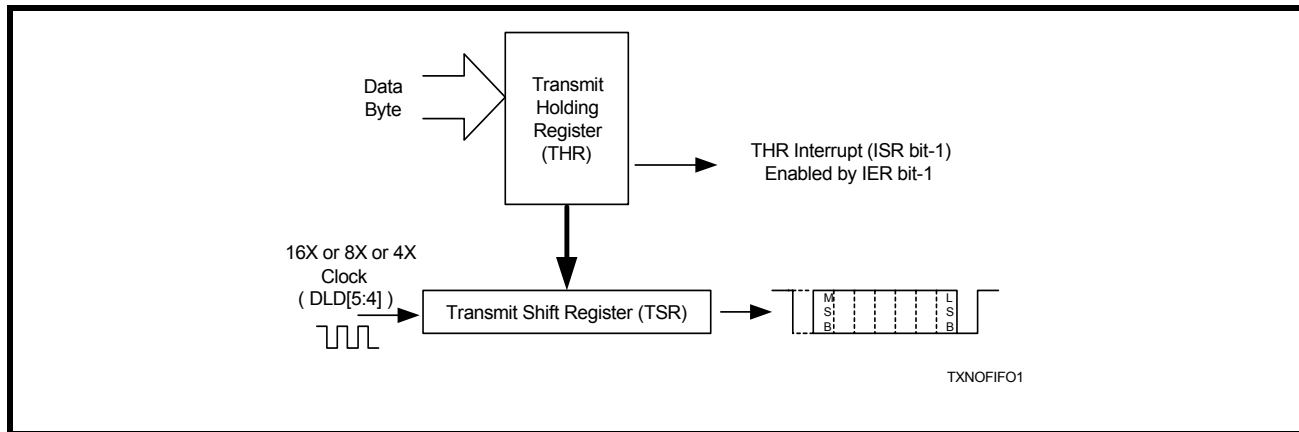 Data
Byte
Transmit
Holding
Register
(THR)
THR Interrupt (ISR bit-1)
Enabled by IER bit-1
16X or 8X or 4X
Clock
( DLD[5:4] )
Transmit Shift Register (TSR)
M
S
B
L
S
B
TXNOFIFO1